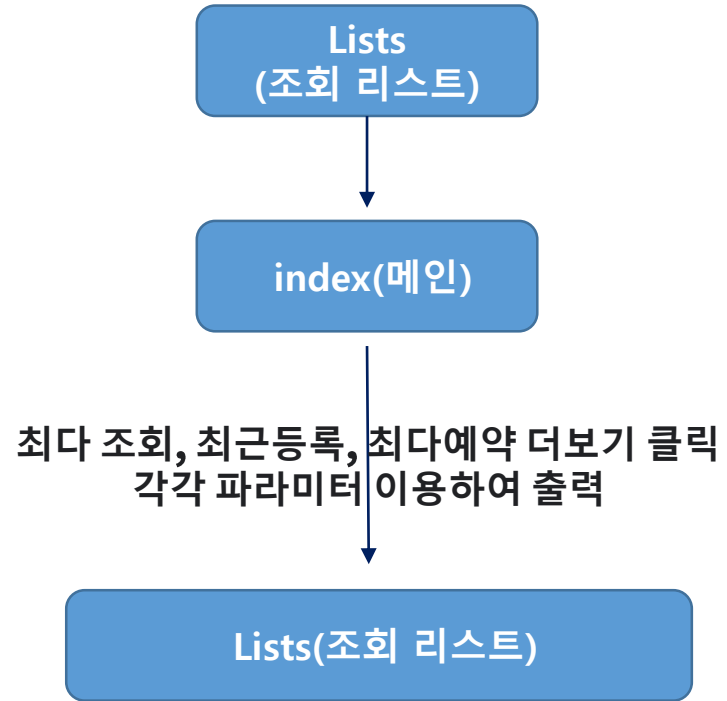 Lists
(조회 리스트)
index(메인)
최다 조회, 최근등록, 최다예약 더보기 클릭
각각 파라미터 이용하여 출력
Lists(조회 리스트)